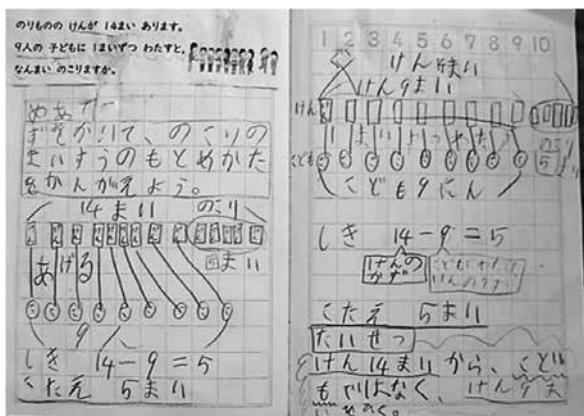 のりものの けんが 14まい あります。
9人の 子どもに 1まいずつ わたすと、
なんまい のこりますか。
めあて
ずをかいて、のこりの
まいすうのもとめかた
をかんがえよう。
14まい のこり
あげる
まい
9
しき 14－9＝5
こたえ 5まい
1 2 3 4 5 6 7 8 9 10
けん
けん9まい
けん
こども
のこり
5
こども9にん
しき 14－9＝5
けんの
かず
こたえ 5まい
たいせつ
けん14まいから、こど
もではなく、けん9ま